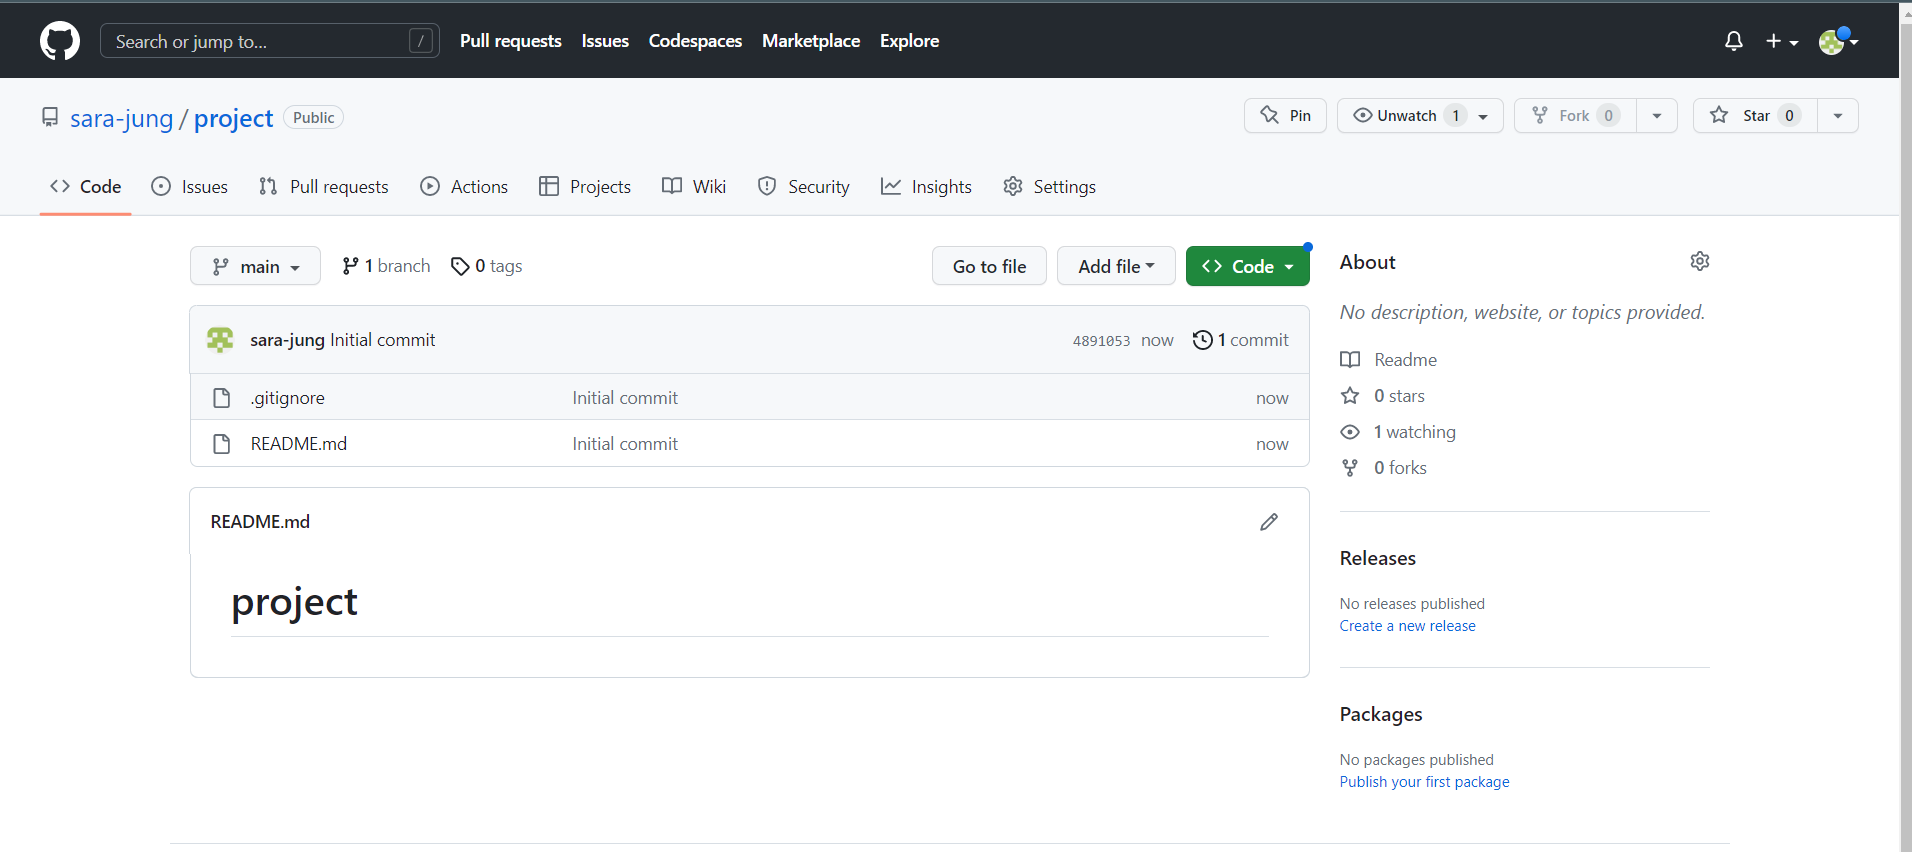 Search or jump to... / Pull requests Issues Codespaces Marketplace Explore
sara-jung / project Public Pin Unwatch 1 Fork 0 Star 0
Code Issues Pull requests Actions Projects Wiki Security Insights Settings
main 1 branch 0 tags Go to file Add file Code
sara-jung Initial commit 4891053 now 1 commit
.gitignore Initial commit now
README.md Initial commit now
README.md
project
About
No description, website, or topics provided.
Readme
0 stars
1 watching
0 forks
Releases
No releases published
Create a new release
Packages
No packages published
Publish your first package